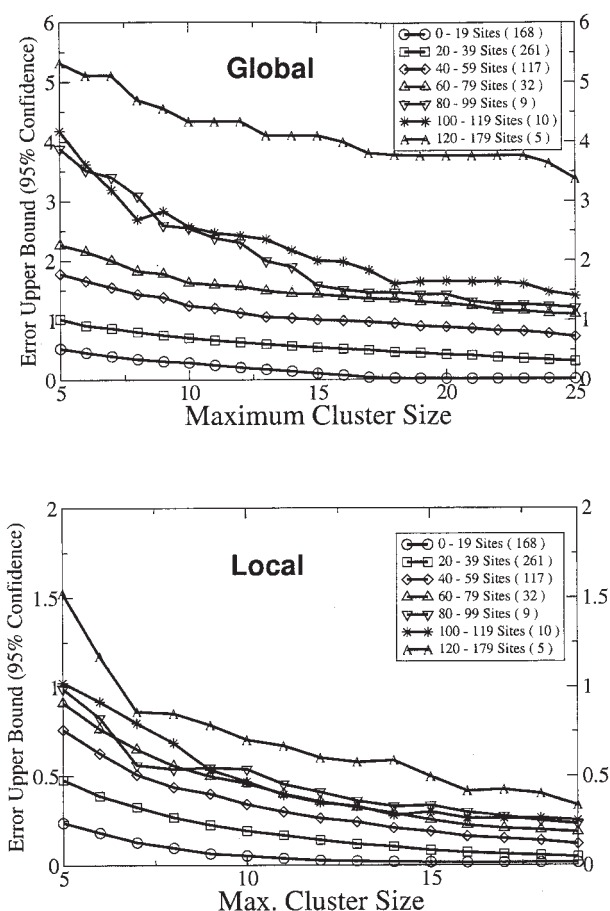 Global
0 - 19 Sites ( 168 )
20 - 39 Sites ( 261 )
40 - 59 Sites ( 117 )
60 - 79 Sites ( 32 )
80 - 99 Sites ( 9 )
100 - 119 Sites ( 10 )
120 - 179 Sites ( 5 )
6
5
4
3
2
1
0
6
5
4
3
2
1
0
Error Upper Bound (95% Confidence)
5 10 15 20 25
Maximum Cluster Size
Local
0 - 19 Sites ( 168 )
20 - 39 Sites ( 261 )
40 - 59 Sites ( 117 )
60 - 79 Sites ( 32 )
80 - 99 Sites ( 9 )
100 - 119 Sites ( 10 )
120 - 179 Sites ( 5 )
2
1.5
1
0.5
0
2
1.5
1
0.5
0
Error Upper Bound (95% Confidence)
5 10 15
Max. Cluster Size